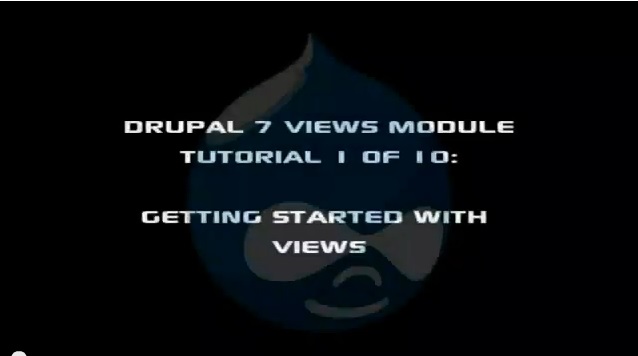 DRUPAL 7 VIEWS MODULE
TUTORIAL 1 OF 10:
GETTING STARTED WITH
VIEWS